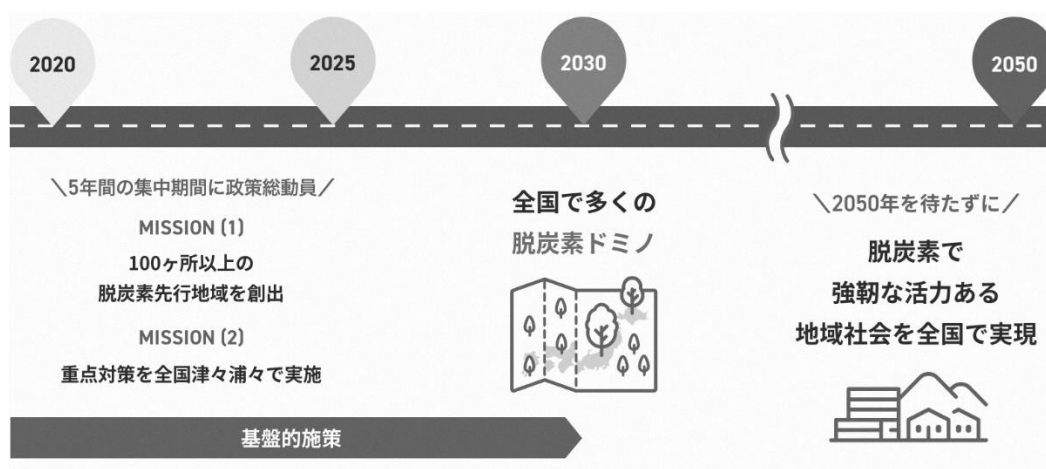 2020
2025
2030
2050
＼5年間の集中期間に政策総動員／
MISSION (1)
100ヶ所以上の
脱炭素先行地域を創出
MISSION (2)
重点対策を全国津々浦々で実施
基盤的施策
全国で多くの
脱炭素ドミノ
＼2050年を待たずに／
脱炭素で
強靭な活力ある
地域社会を全国で実現